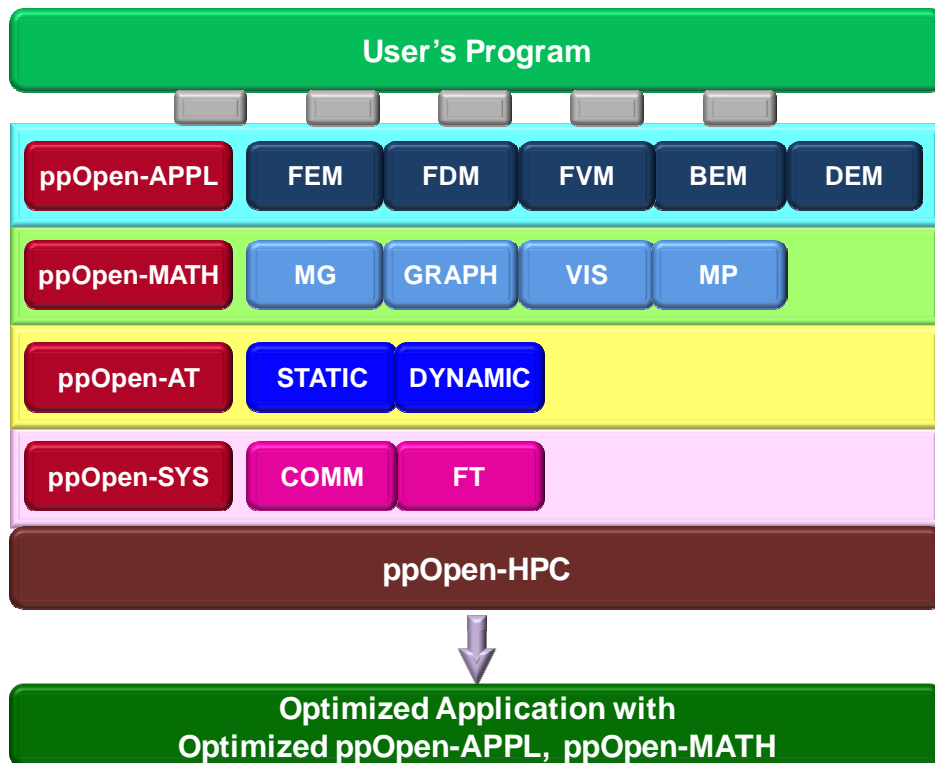 User’s Program
ppOpen-APPL FEM FDM FVM BEM DEM
ppOpen-MATH MG GRAPH VIS MP
ppOpen-AT STATIC DYNAMIC
ppOpen-SYS COMM FT
ppOpen-HPC
Optimized Application with
Optimized ppOpen-APPL, ppOpen-MATH